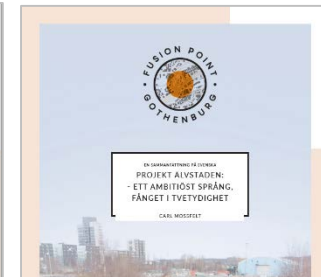 FUSION POINT
GOTHENBURG
EN SAMMANFATTNING PÅ SVENSKA
PROJEKT ÄLVSTADEN:
- ETT AMBITIÖST SPRÅNG,
FÅNGET I TVETYDIGHET
CARL MOSSFELT